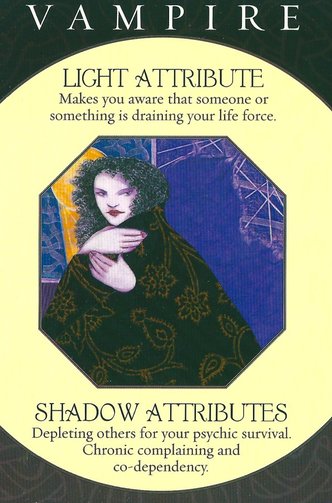 VAMPIRE
LIGHT ATTRIBUTE
Makes you aware that someone or
something is draining your life force.
SHADOW ATTRIBUTES
Depleting others for your psychic survival.
Chronic complaining and
co-dependency.